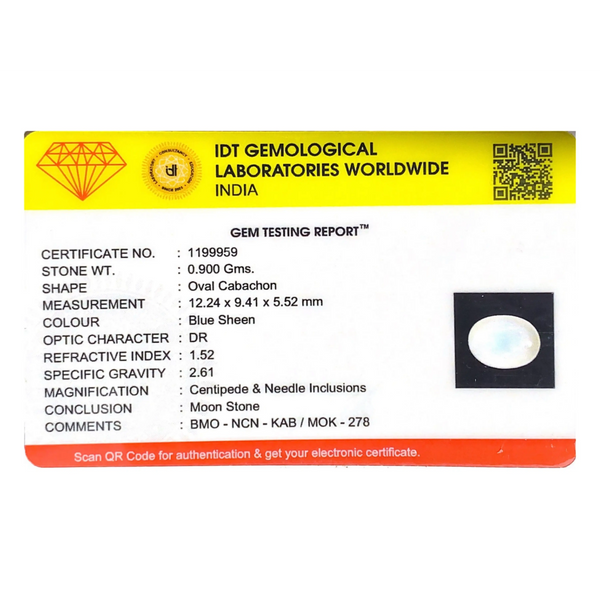 IDT GEMOLOGICAL
LABORATORIES WORLDWIDE
INDIA
idt
GEM TESTING REPORT™
CERTIFICATE NO. : 1199959
STONE WT. : 0.900 Gms.
SHAPE : Oval Cabachon
MEASUREMENT : 12.24 x 9.41 x 5.52 mm
COLOUR : Blue Sheen
OPTIC CHARACTER : DR
REFRACTIVE INDEX : 1.52
SPECIFIC GRAVITY : 2.61
MAGNIFICATION : Centipede & Needle Inclusions
CONCLUSION : Moon Stone
COMMENTS : BMO - NCN - KAB / MOK - 278
Scan QR Code for authentication & get your electronic certificate.